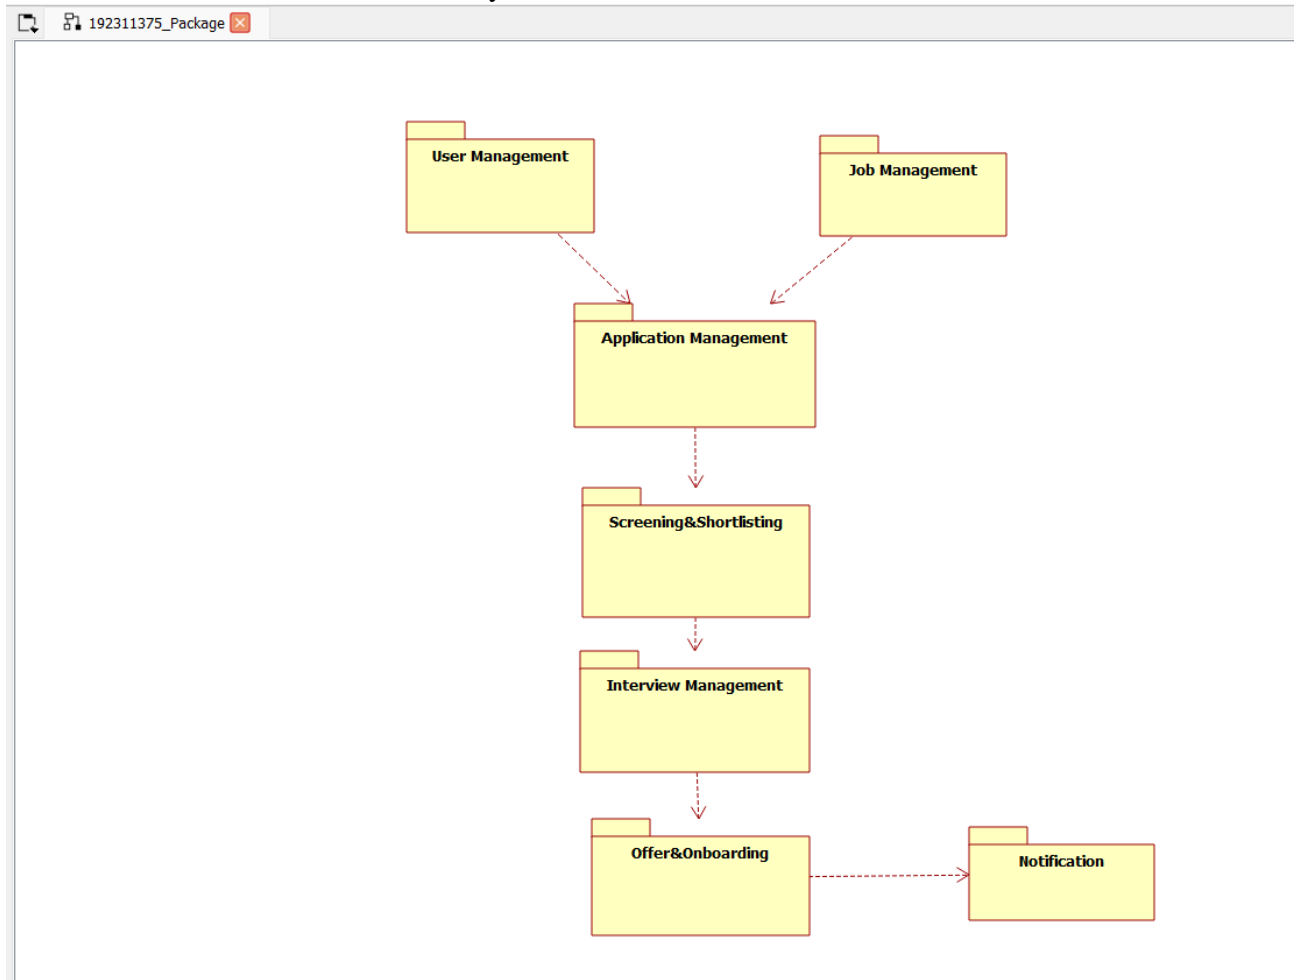 192311375_Package
User Management
Job Management
Application Management
Screening&Shortlisting
Interview Management
Offer&Onboarding
Notification